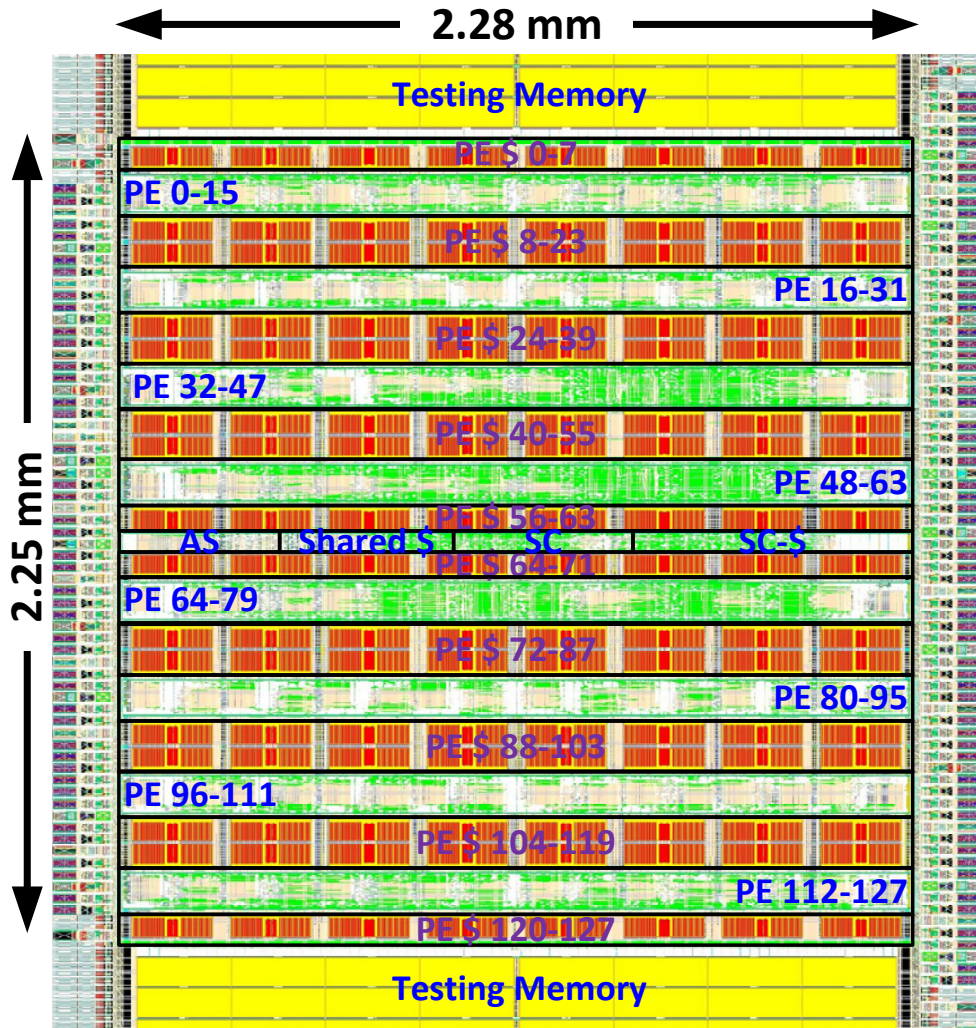 2.28 mm
Testing Memory
2.25 mm
PE $ 0-7
PE 0-15
PE $ 8-23
PE 16-31
PE $ 24-39
PE 32-47
PE $ 40-55
PE 48-63
PE $ 56-63
AS Shared $ SC SC-$
PE $ 64-71
PE 64-79
PE $ 72-87
PE 80-95
PE $ 88-103
PE 96-111
PE $ 104-119
PE 112-127
PE $ 120-127
Testing Memory